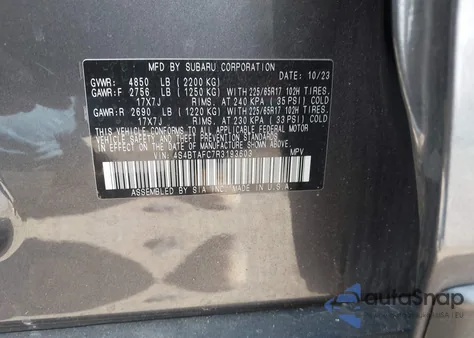 MFD BY SUBARU CORPORATION DATE: 10/23
GVWR: 4850 LB (2200 KG)
GAWR:F 2756 LB (1250 KG) WITH 225/65R17 102H TIRES.
17X7J RIMS. AT 240 KPA ( 35 PSI) COLD
GAWR:R 2690 LB (1220 KG) WITH 225/65R17 102H TIRES.
17X7J RIMS. AT 230 KPA ( 33 PSI) COLD
THIS VEHICLE CONFORMS TO ALL APPLICABLE FEDERAL MOTOR VEHICLE
SAFETY, BUMPER, AND THEFT PREVENTION STANDARDS IN EFFECT ON THE
DATE OF MANUFACTURE SHOWN ABOVE.
VIN: 4S4BTAFC7R3193503 MPV
ASSEMBLED BY SIA INC. IN U.S.A.
autoSnap